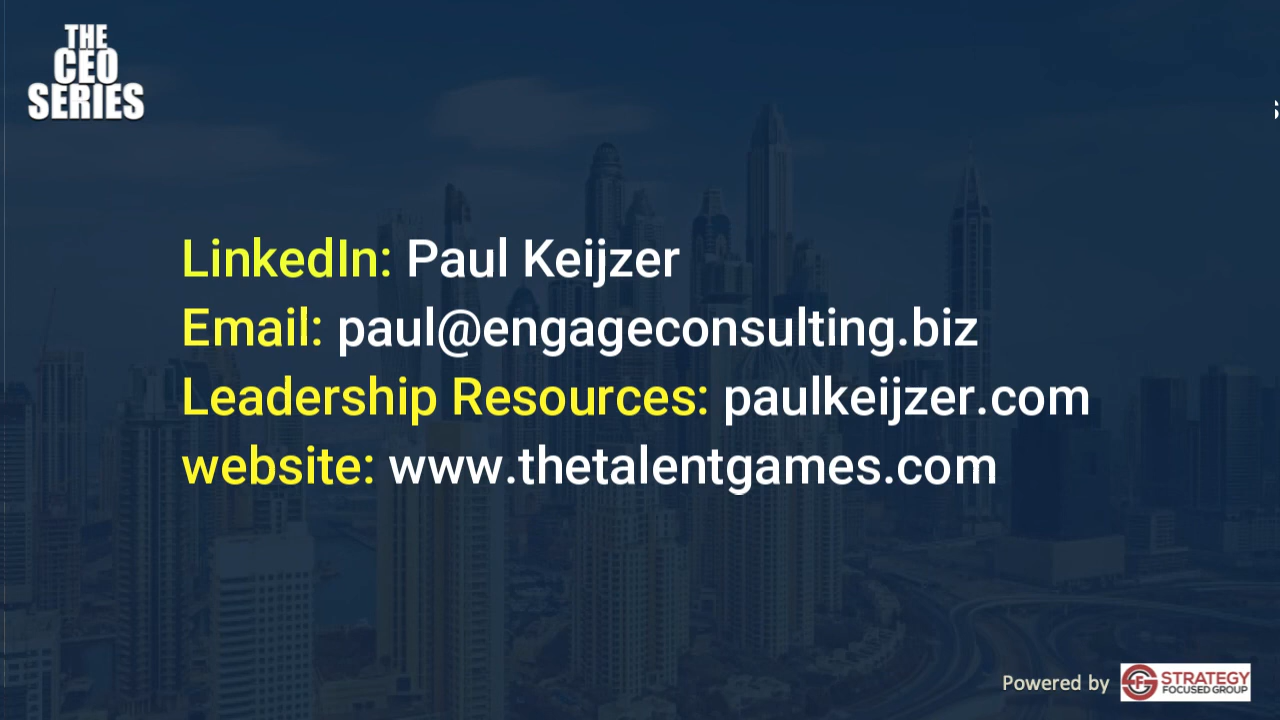 THE
CEO
SERIES
LinkedIn: Paul Keijzer
Email: paul@engageconsulting.biz
Leadership Resources: paulkeijzer.com
website: www.thetalentgames.com
Powered by
STRATEGY
FOCUSED GROUP